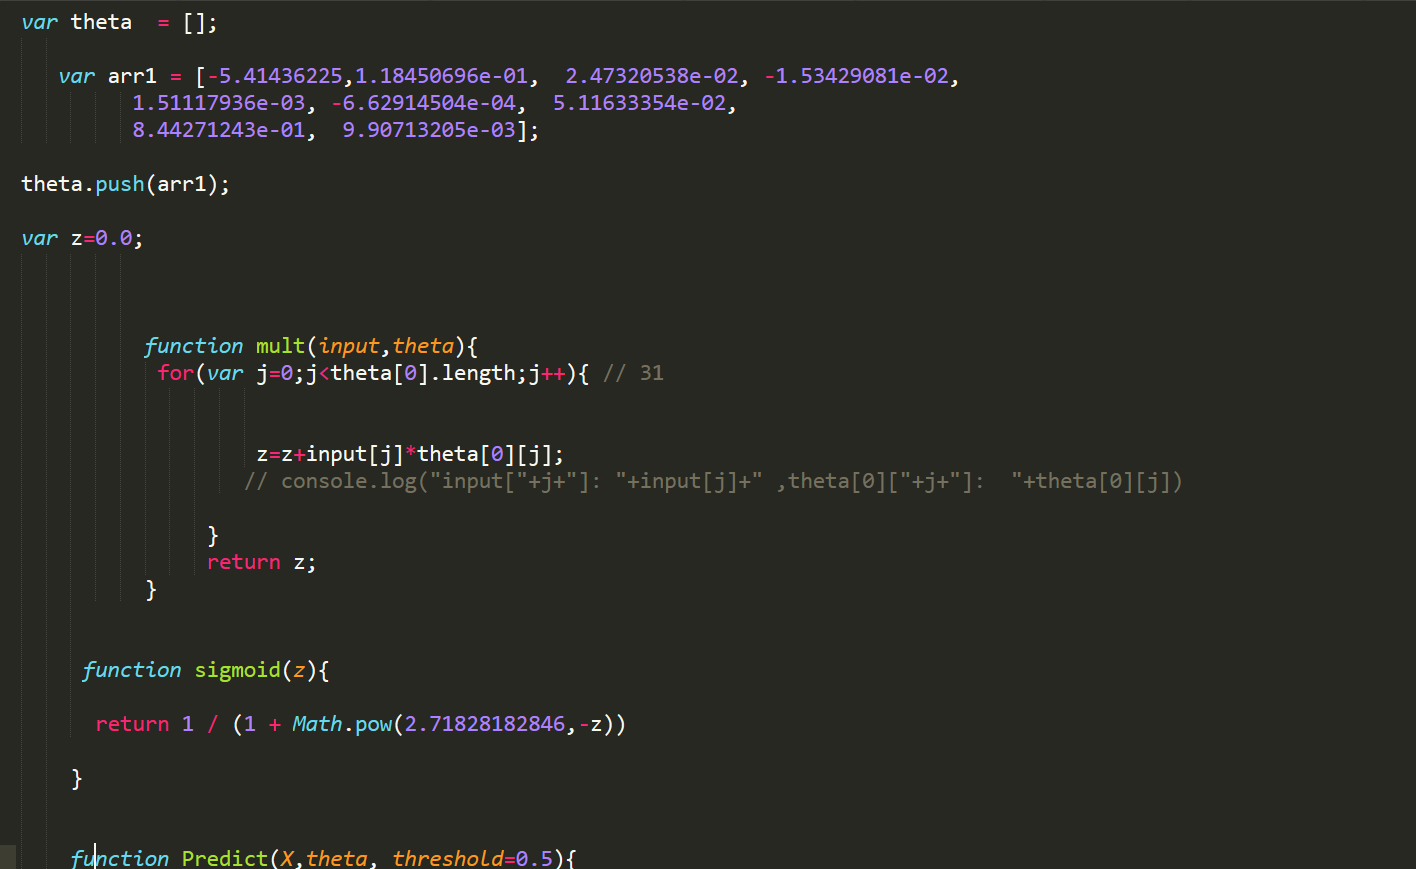 var theta  = [];
var arr1 = [-5.41436225,1.18450696e-01,  2.47320538e-02, -1.53429081e-02,
1.51117936e-03, -6.62914504e-04,  5.11633354e-02,
8.44271243e-01,  9.90713205e-03];
theta.push(arr1);
var z=0.0;
function mult(input,theta){
for(var j=0;j<theta[0].length;j++){ // 31
z=z+input[j]*theta[0][j];
// console.log("input["+j+"]: "+input[j]+" ,theta[0]["+j+"]:  "+theta[0][j])
}
return z;
}
function sigmoid(z){
return 1 / (1 + Math.pow(2.71828182846,-z))
}
function Predict(X,theta, threshold=0.5){